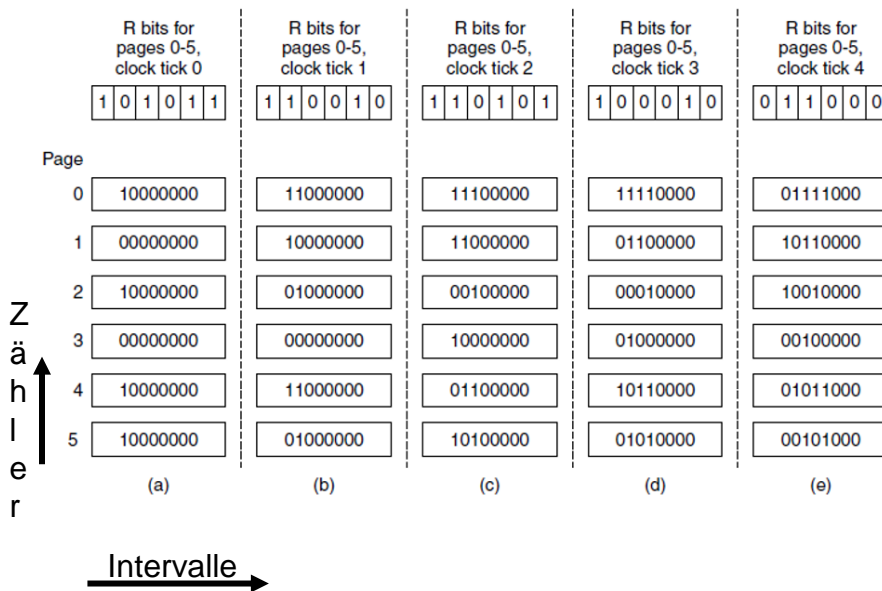 R bits for pages 0-5, clock tick 0
R bits for pages 0-5, clock tick 1
R bits for pages 0-5, clock tick 2
R bits for pages 0-5, clock tick 3
R bits for pages 0-5, clock tick 4
1 0 1 0 1 1
1 1 0 0 1 0
1 1 0 1 0 1
1 0 0 0 1 0
0 1 1 0 0 0
Page
0 10000000 11000000 11100000 11110000 01111000
1 00000000 10000000 11000000 01100000 10110000
2 10000000 01000000 00100000 00010000 10010000
3 00000000 00000000 10000000 01000000 00100000
4 10000000 11000000 01100000 10110000 01011000
5 10000000 01000000 10100000 01010000 00101000
(a) (b) (c) (d) (e)
Zähler
Intervalle